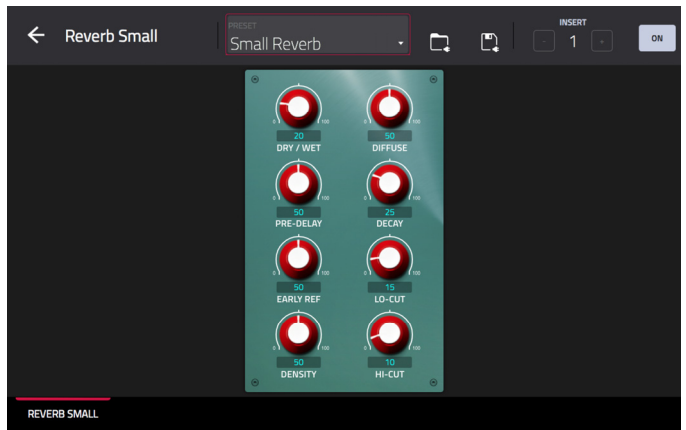 Reverb Small
PRESET
Small Reverb
INSERT
- 1 +
ON
0 100
20
DRY / WET
0 100
50
DIFFUSE
0 100
50
PRE-DELAY
0 100
25
DECAY
0 100
50
EARLY REF
0 100
15
LO-CUT
0 100
50
DENSITY
0 100
10
HI-CUT
REVERB SMALL